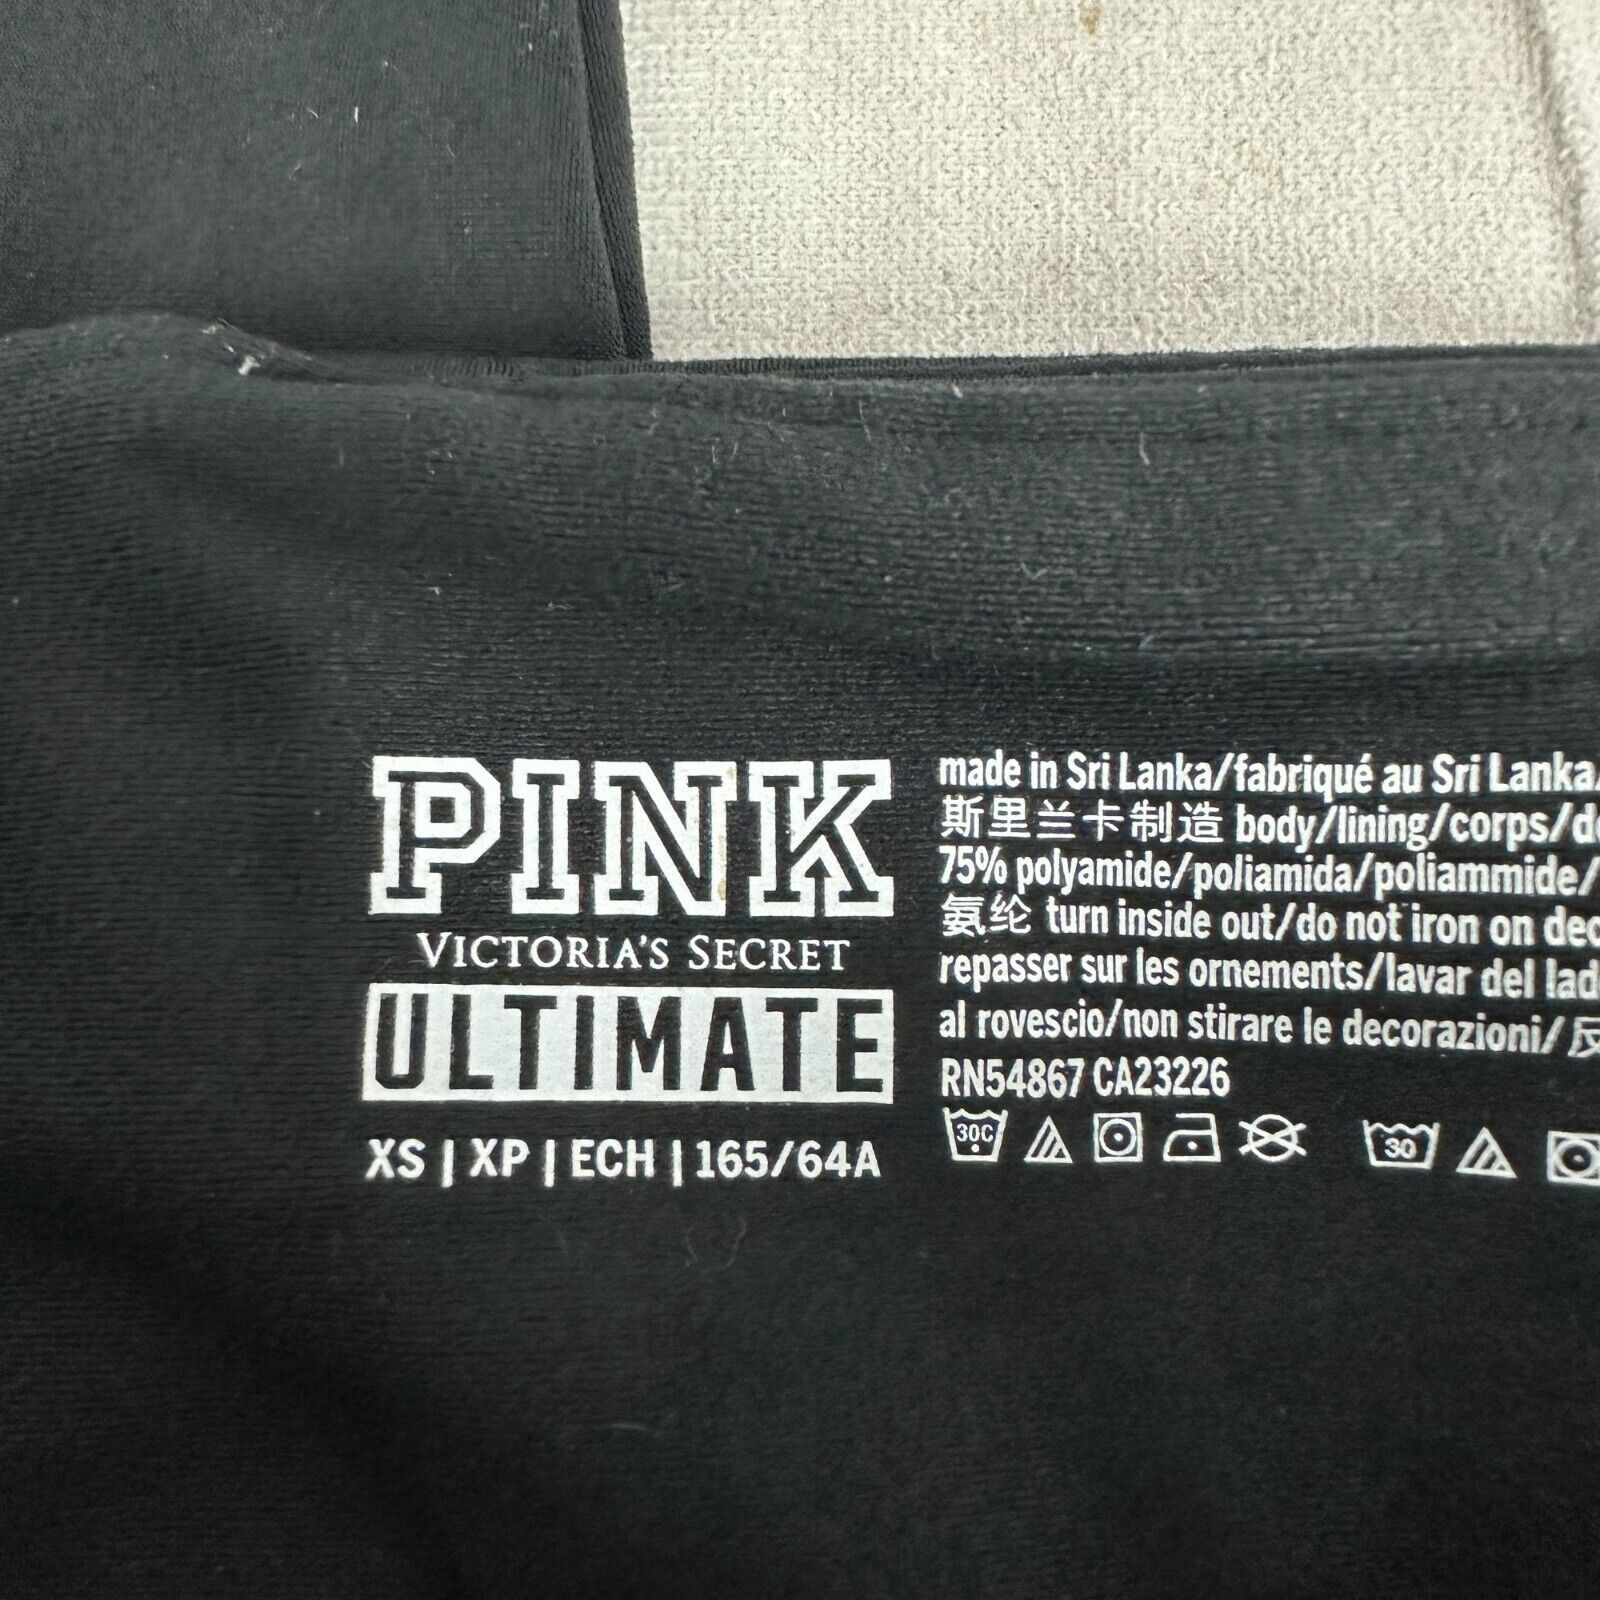 PINK
VICTORIA'S SECRET
ULTIMATE
XS | XP | ECH | 165/64A
made in Sri Lanka/fabriqué au Sri Lanka/
斯里兰卡制造 body/lining/corps/
75% polyamide/poliamida/poliammide/
氨纶 turn inside out/do not iron on
repasser sur les ornements/lavar del
al rovescio/non stirare le decorazioni/反
RN54867 CA23226
30C 30